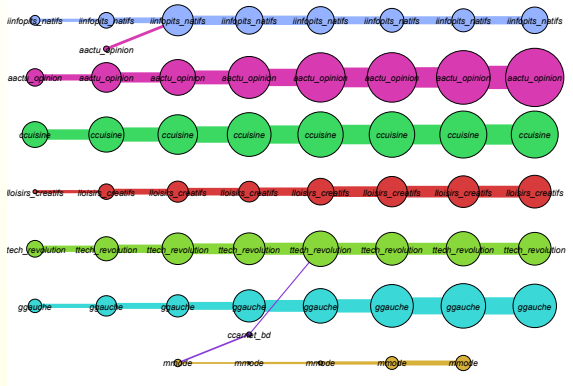 iinfopits_natifs iinfopits_natifs iinfopits_natifs iinfopits_natifs iinfopits_natifs iinfopits_natifs iinfopits_natifs iinfopits_natifs
aactu_opinion
aactu_opinion aactu_opinion aactu_opinion aactu_opinion aactu_opinion aactu_opinion aactu_opinion aactu_opinion
ccuisine ccuisine ccuisine ccuisine ccuisine ccuisine ccuisine ccuisine
lloisirs_creatifs lloisirs_creatifs lloisirs_creatifs lloisirs_creatifs lloisirs_creatifs lloisirs_creatifs lloisirs_creatifs lloisirs_creatifs
ttech_revolution ttech_revolution ttech_revolution ttech_revolution ttech_revolution ttech_revolution ttech_revolution ttech_revolution
ggauche ggauche ggauche ggauche ggauche ggauche ggauche ggauche
ccarnet_bd
mmode mmode mmode mmode mmode